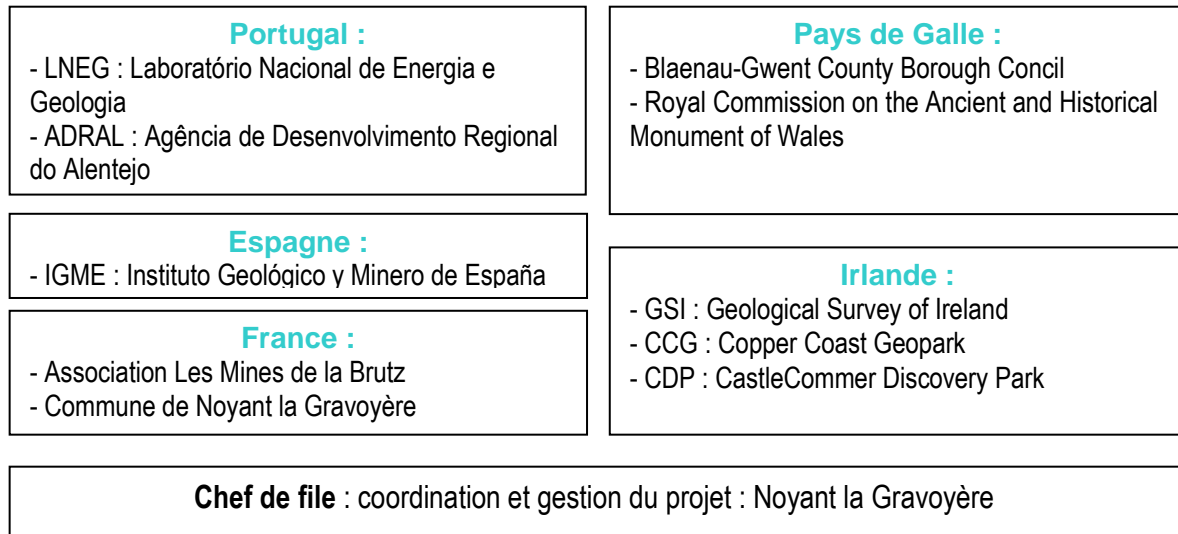 Portugal :
- LNEG : Laboratório Nacional de Energia e
Geologia
- ADRAL : Agência de Desenvolvimento Regional
do Alentejo
Espagne :
- IGME : Instituto Geológico y Minero de España
France :
- Association Les Mines de la Brutz
- Commune de Noyant la Gravoyère
Pays de Galle :
- Blaenau-Gwent County Borough Concil
- Royal Commission on the Ancient and Historical
Monument of Wales
Irlande :
- GSI : Geological Survey of Ireland
- CCG : Copper Coast Geopark
- CDP : CastleCommer Discovery Park
Chef de file : coordination et gestion du projet : Noyant la Gravoyère